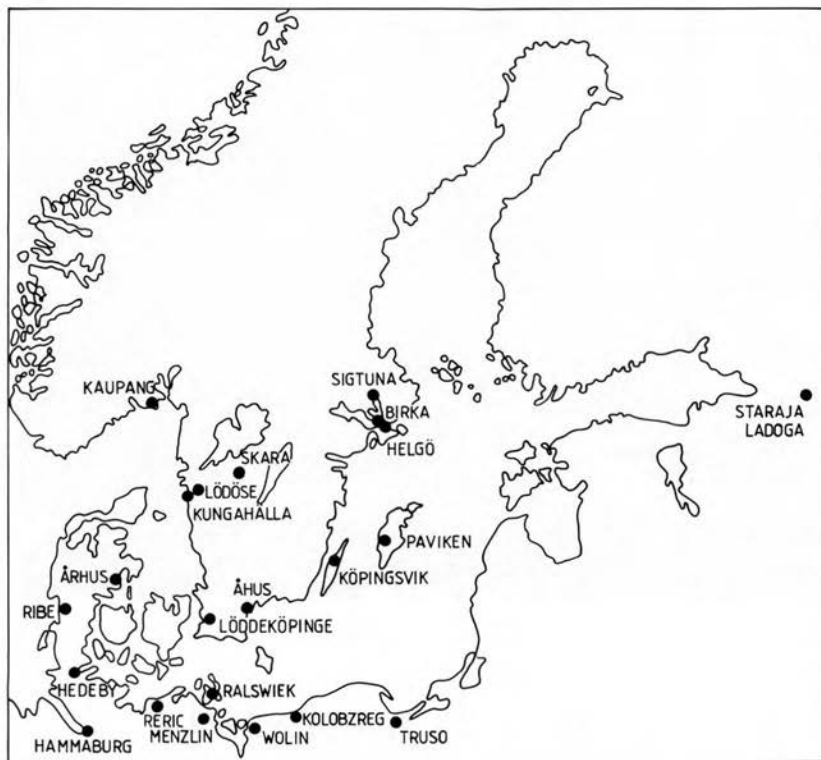 SIGTUNA
KAUPANG
BIRKA
STARAJA
LADOGA
HELGÖ
SKARA
LÖDÖSE
KUNGAHÄLLA
PAVIKEN
KÖPINGSVIK
ÅRHUS
ÅHUS
RIBE
LÖDDEKÖPINGE
HEDEBY
RALSWIEK
RERIC
MENZLIN
KOLOBZREG
WOLIN
TRUSO
HAMMABURG